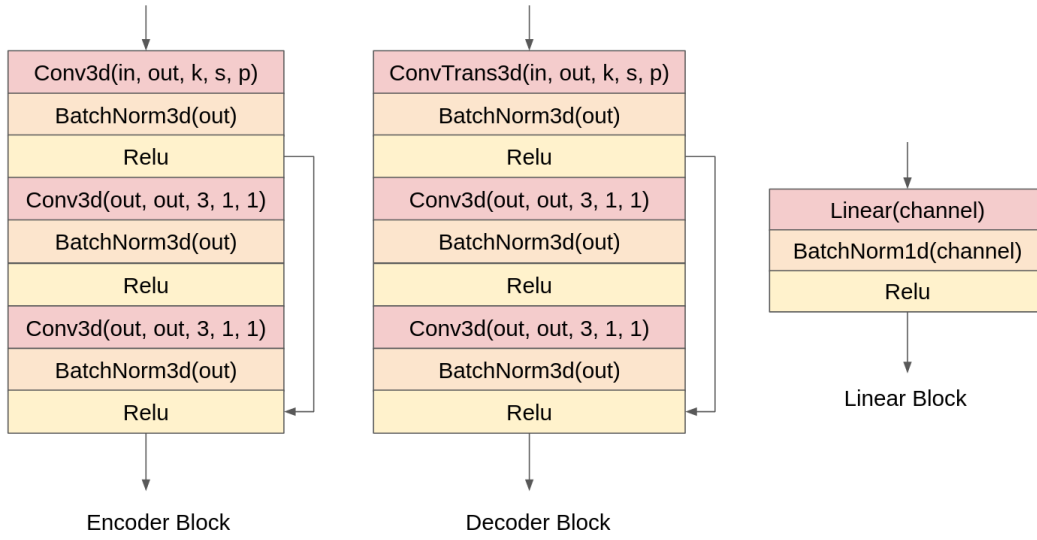 Conv3d(in, out, k, s, p)
BatchNorm3d(out)
Relu
Conv3d(out, out, 3, 1, 1)
BatchNorm3d(out)
Relu
Conv3d(out, out, 3, 1, 1)
BatchNorm3d(out)
Relu
Encoder Block
ConvTrans3d(in, out, k, s, p)
BatchNorm3d(out)
Relu
Conv3d(out, out, 3, 1, 1)
BatchNorm3d(out)
Relu
Conv3d(out, out, 3, 1, 1)
BatchNorm3d(out)
Relu
Decoder Block
Linear(channel)
BatchNorm1d(channel)
Relu
Linear Block